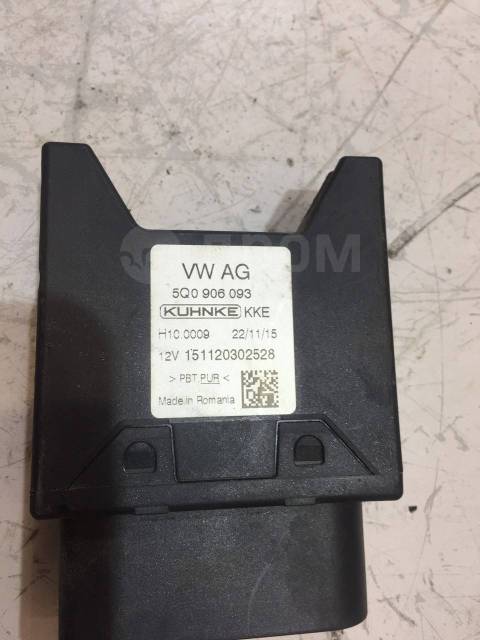 ПРОМ
VW AG
5Q0 906 093
KUHNKE KKE
H10.0009 22/11/15
12V 151120302528
> PBT PUR <
Made in Romania